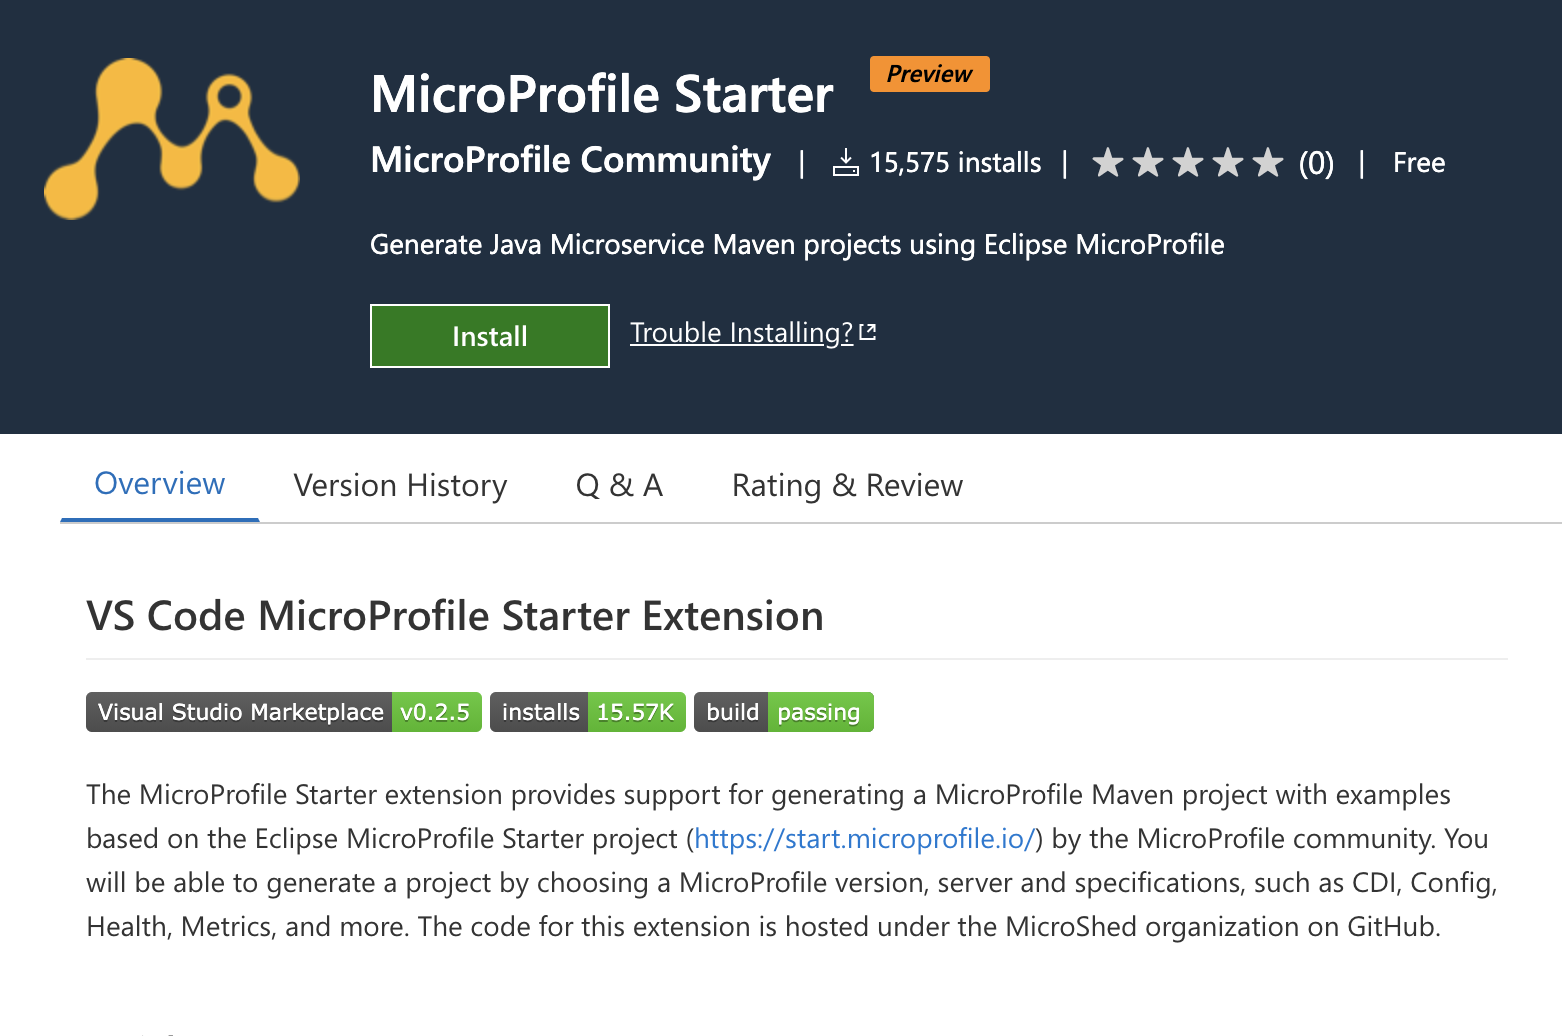 MicroProfile Starter
Preview
MicroProfile Community | 15,575 installs | (0) | Free
Generate Java Microservice Maven projects using Eclipse MicroProfile
Install
Trouble Installing?
Overview Version History Q & A Rating & Review
VS Code MicroProfile Starter Extension
Visual Studio Marketplace v0.2.5 installs 15.57K build passing
The MicroProfile Starter extension provides support for generating a MicroProfile Maven project with examples
based on the Eclipse MicroProfile Starter project (https://start.microprofile.io/) by the MicroProfile community. You
will be able to generate a project by choosing a MicroProfile version, server and specifications, such as CDI, Config,
Health, Metrics, and more. The code for this extension is hosted under the MicroShed organization on GitHub.